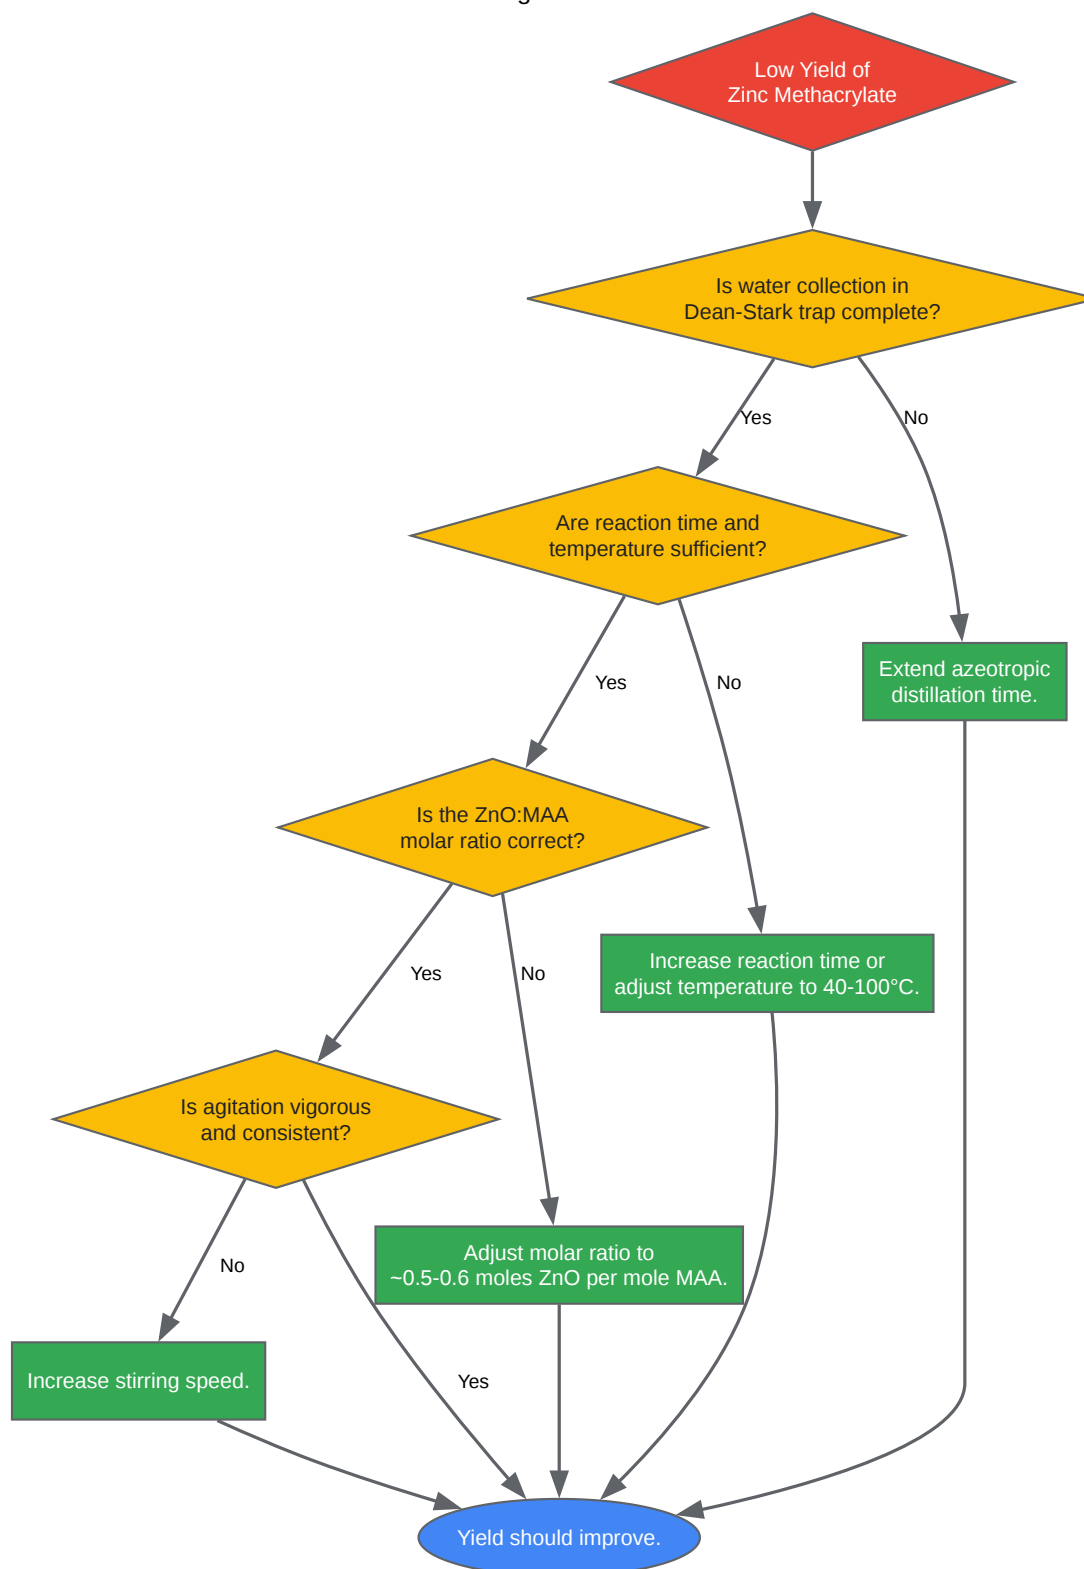 Low Yield of
Zinc Methacrylate
Is water collection in
Dean-Stark trap complete?
Yes
No
Are reaction time and
temperature sufficient?
Extend azeotropic
distillation time.
Yes
No
Is the ZnO:MAA
molar ratio correct?
Increase reaction time or
adjust temperature to 40-100°C.
Yes
No
Is agitation vigorous
and consistent?
Adjust molar ratio to
~0.5-0.6 moles ZnO per mole MAA.
No
Yes
Increase stirring speed.
Yield should improve.